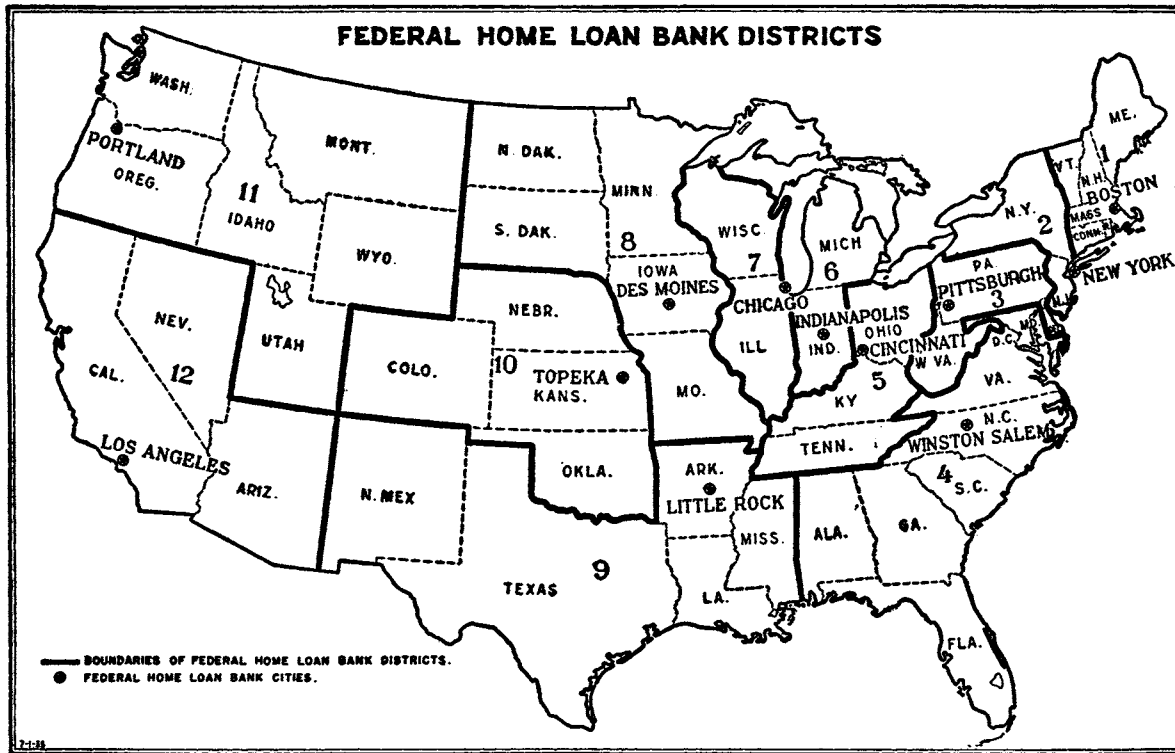 FEDERAL HOME LOAN BANK DISTRICTS
WASH.
PORTLAND
OREG.
11
IDAHO
MONT.
WYO.
N. DAK.
S. DAK.
MINN.
8
IOWA
DES MOINES
WISC.
7
MICH
6
CHICAGO
ILL
INDIANAPOLIS
IND.
OHIO
CINCINNATI
W VA.
5
KY
TENN.
N.Y.
2
VT.
N.H.
1
ME.
BOSTON
MASS
CONN.
R.I.
NEW YORK
PA.
PITTSBURGH
3
N.J.
MD.
D.C.
VA.
N.C.
WINSTON SALEM
4
S.C.
GA.
ALA.
FLA.
NEV.
CAL.
12
LOS ANGELES
ARIZ.
UTAH
COLO.
N. MEX
NEBR.
10
TOPEKA
KANS.
MO.
OKLA.
ARK.
LITTLE ROCK
MISS.
LA.
TEXAS
9
BOUNDARIES OF FEDERAL HOME LOAN BANK DISTRICTS.
FEDERAL HOME LOAN BANK CITIES.